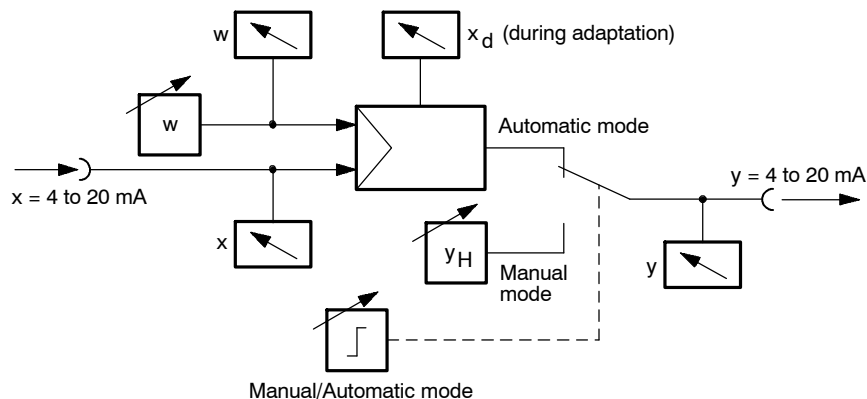 w
x d (during adaptation)
w
Automatic mode
x = 4 to 20 mA
y = 4 to 20 mA
x
y H
Manual
mode
y
Manual/Automatic mode